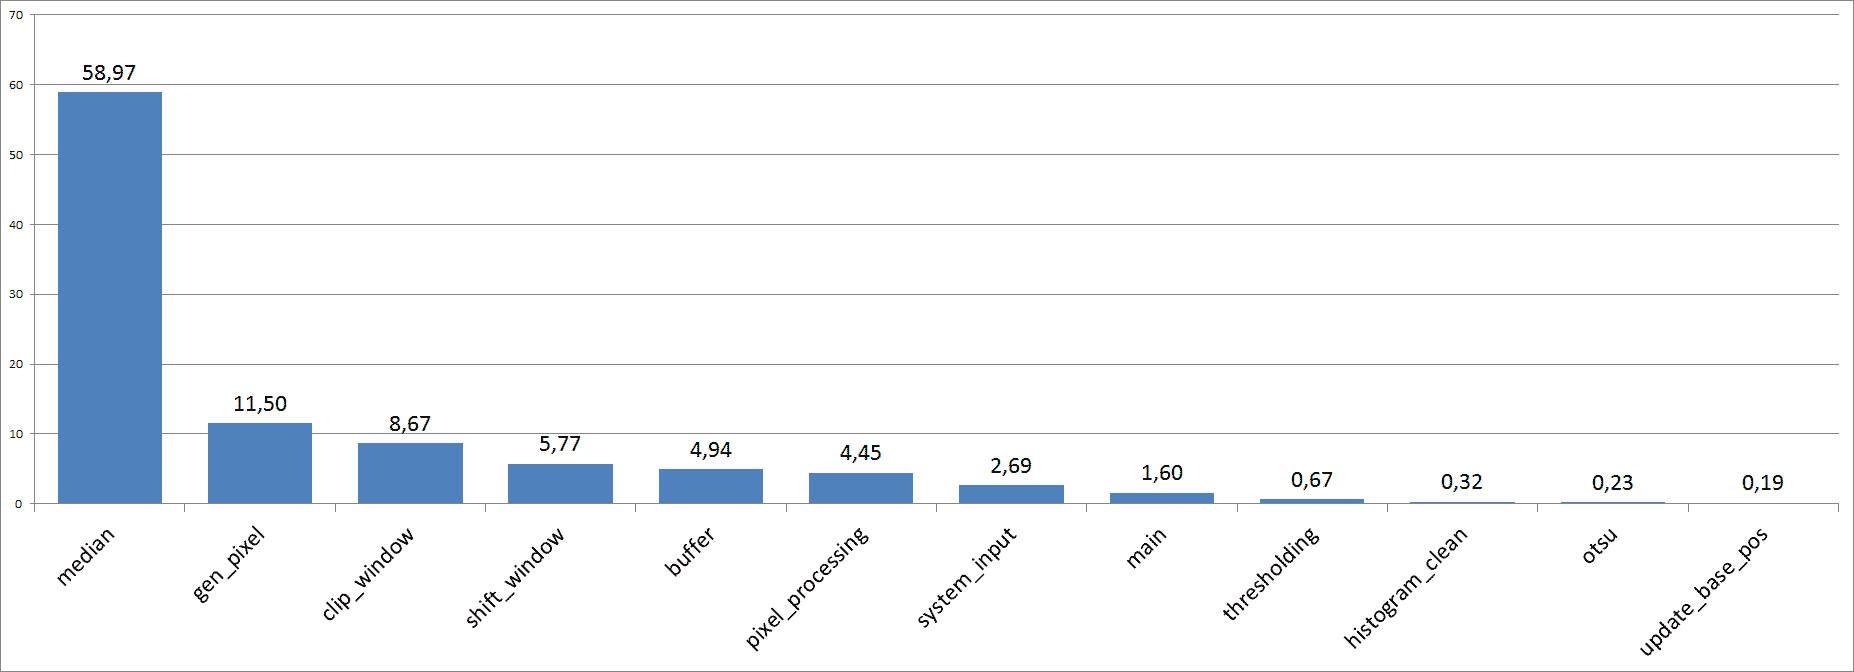 70
60
50
40
30
20
10
0
58,97
11,50
8,67
5,77
4,94
4,45
2,69
1,60
0,67
0,32
0,23
0,19
median
gen_pixel
clip_window
shift_window
buffer
pixel_processing
system_input
main
thresholding
histogram_clean
otsu
update_base_pos